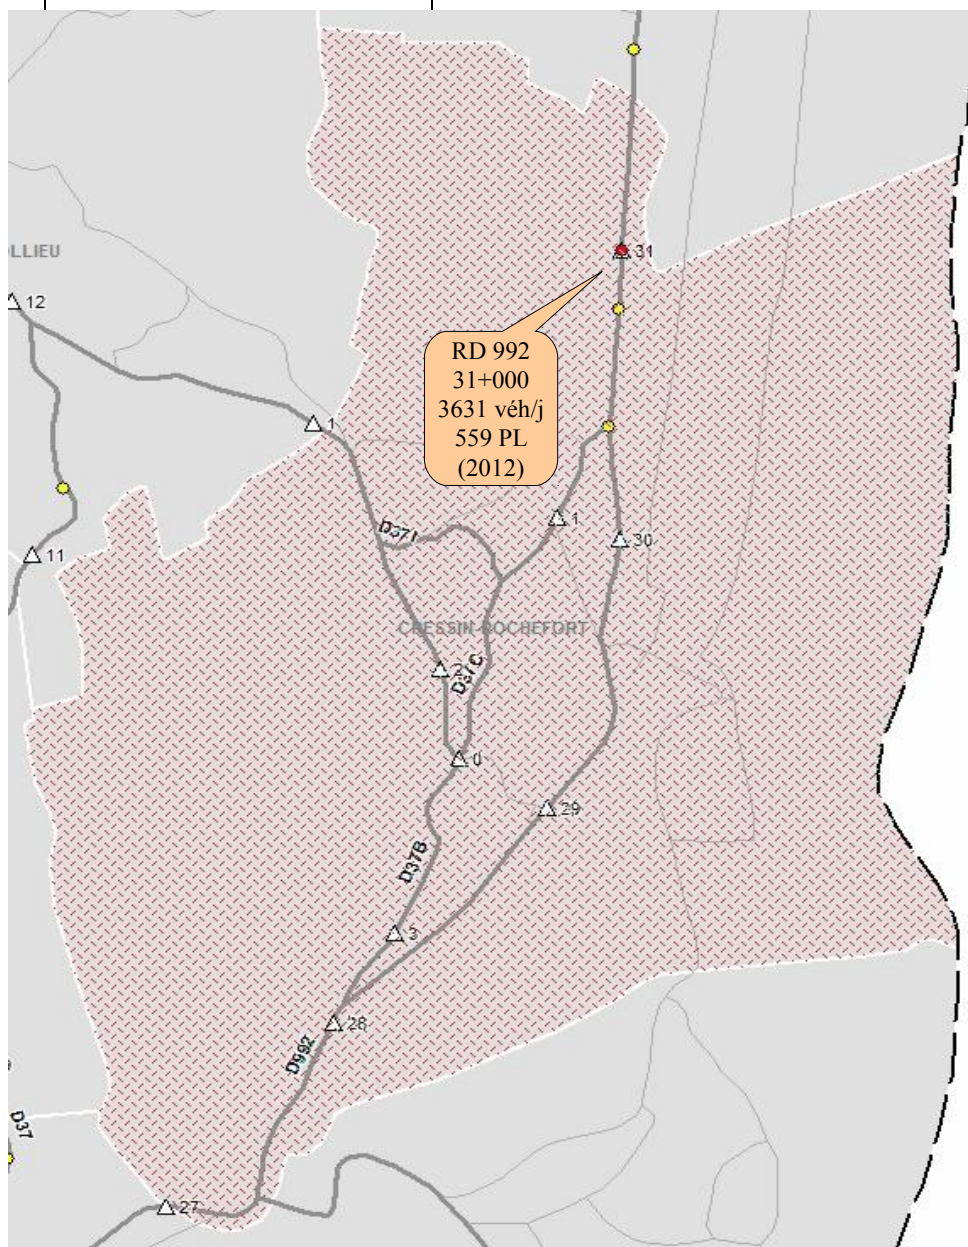 31
OLLIEU
12
RD 992
31+000
3631 véh/j
559 PL
(2012)
1
1
D37I
30
11
CRESSIN-ROCHEFORT
2
D37C
0
29
D37B
3
28
D992
D37
27